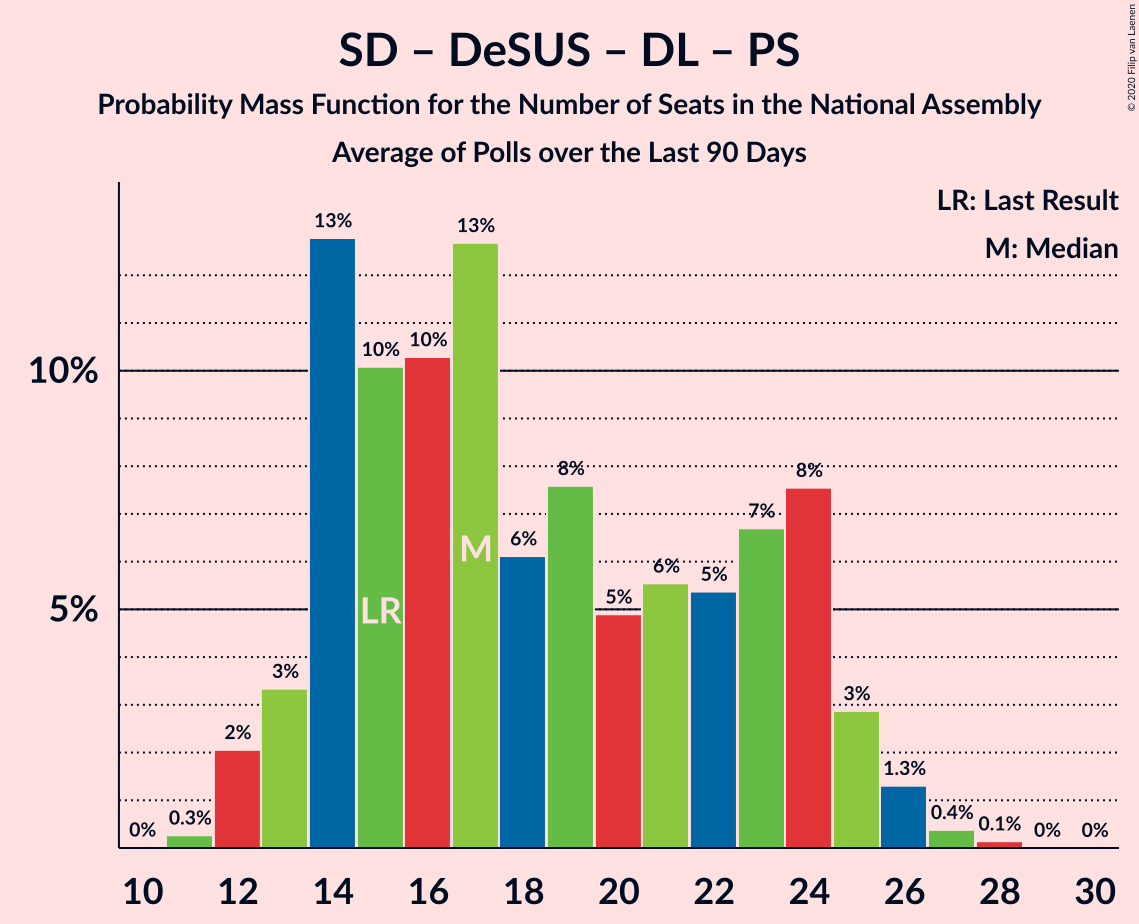 SD – DeSUS – DL – PS
Probability Mass Function for the Number of Seats in the National Assembly
Average of Polls over the Last 90 Days
© 2020 Filip van Laenen
LR: Last Result
M: Median
10%
5%
0%
0.3%
2%
3%
13%
10%
10%
13%
6%
8%
5%
6%
5%
7%
8%
3%
1.3%
0.4%
0.1%
0%
0%
LR
M
10 12 14 16 18 20 22 24 26 28 30